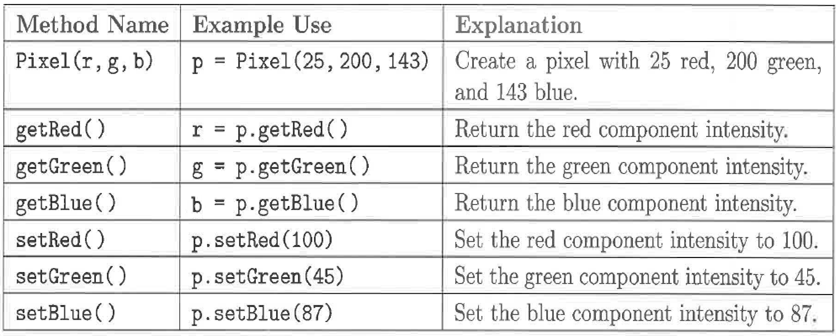 Method Name Example Use Explanation
Pixel(r,g,b) p = Pixel(25,200,143) Create a pixel with 25 red, 200 green,
and 143 blue.
getRed() r = p.getRed() Return the red component intensity.
getGreen() g = p.getGreen() Return the green component intensity.
getBlue() b = p.getBlue() Return the blue component intensity.
setRed() p.setRed(100) Set the red component intensity to 100.
setGreen() p.setGreen(45) Set the green component intensity to 45.
setBlue() p.setBlue(87) Set the blue component intensity to 87.